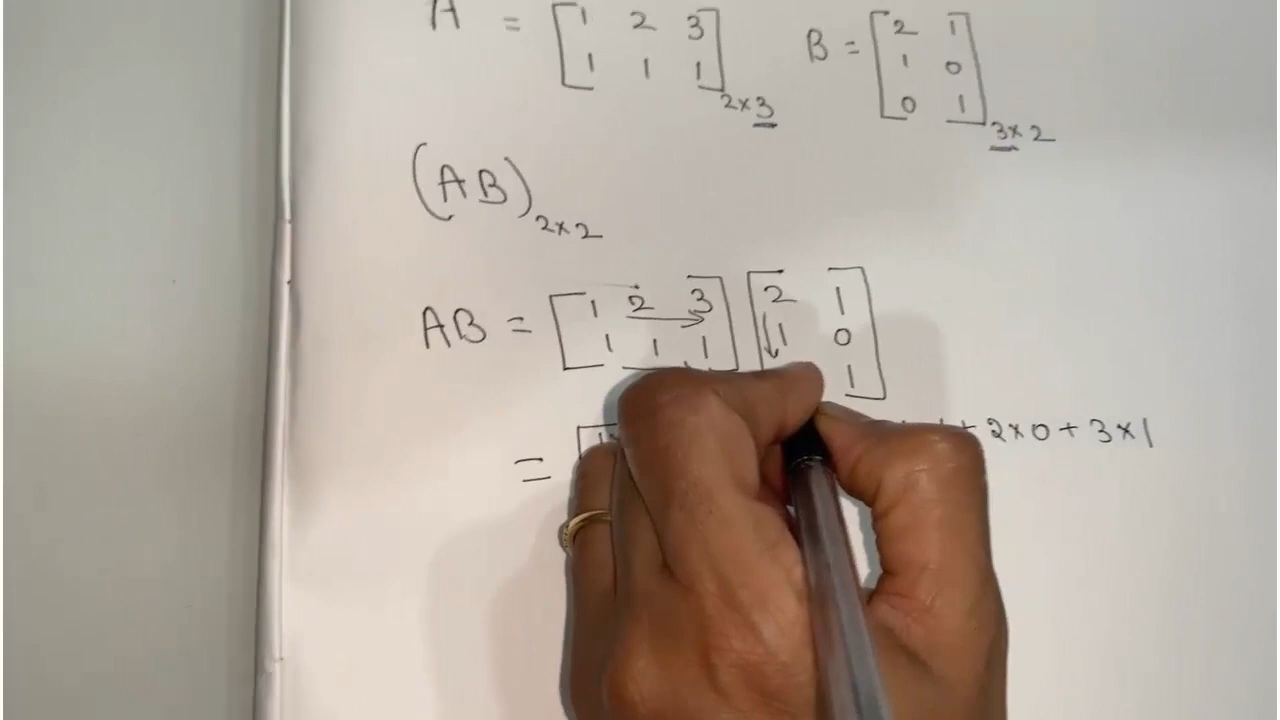 A = [1 2 3 B = [2 1
1 1 1]2×3 1 0
0 1]3×2
(AB)2×2
AB = [1 2 3 [2 1
1 1 1] 1 0
1]
= [1 + 2×0 + 3×1